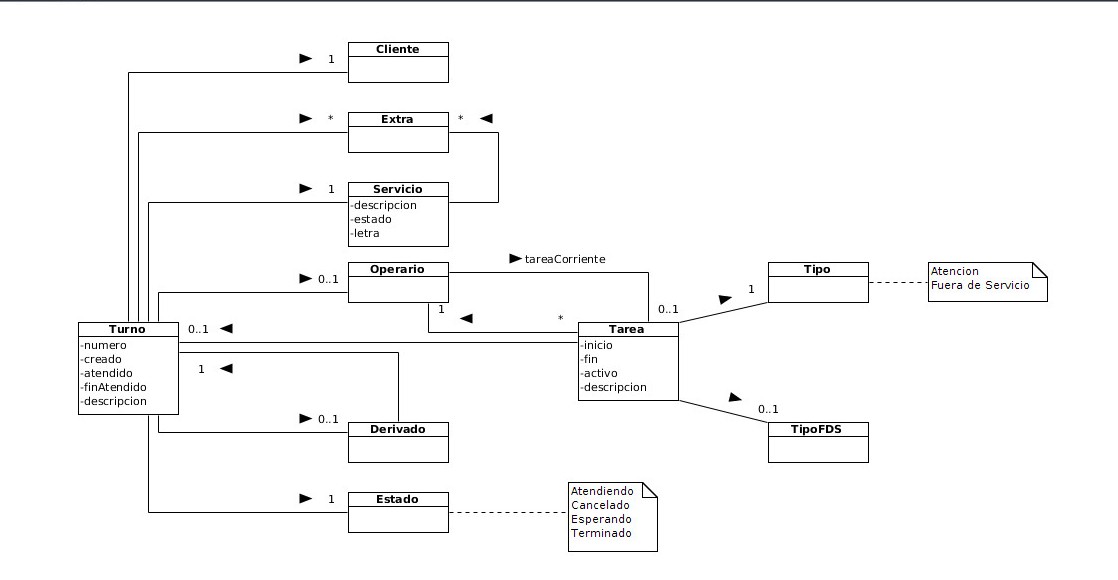 Cliente
1
Extra
*
*
Servicio
1
-descripcion
-estado
-letra
tareaCorriente
Operario
0..1
1
*
0..1
Tipo
1
Atencion
Fuera de Servicio
Turno
0..1
-numero
-creado
-atendido
-finAtendido
-descripcion
1
Tarea
-inicio
-fin
-activo
-descripcion
0..1
TipoFDS
0..1
Derivado
1
Estado
Atendiendo
Cancelado
Esperando
Terminado